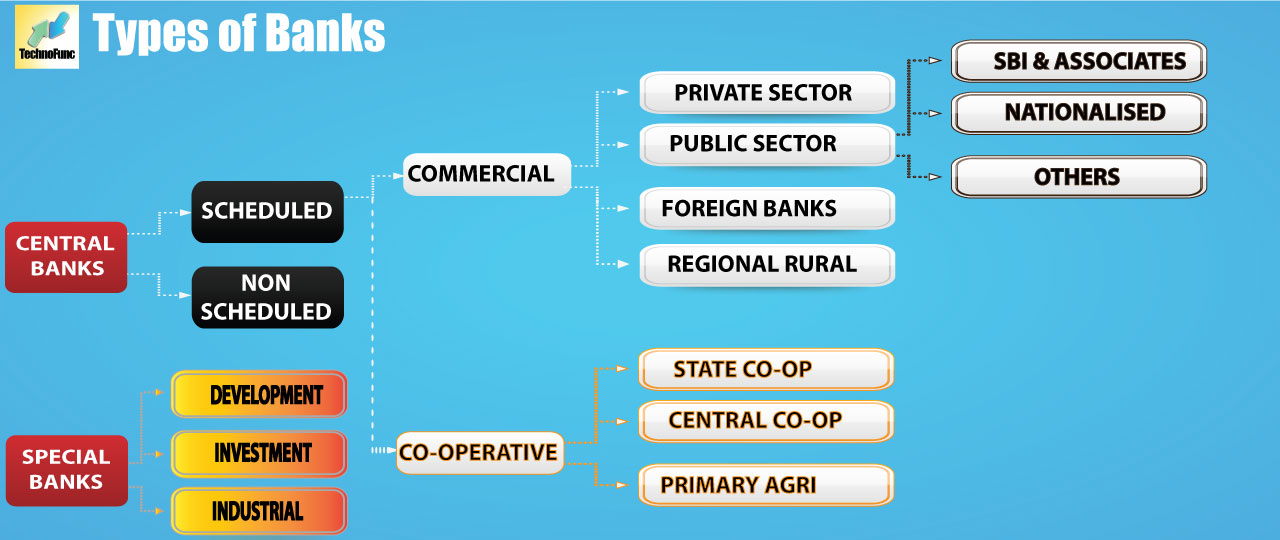 TechnoFunc
Types of Banks
CENTRAL
BANKS
SCHEDULED
NON
SCHEDULED
COMMERCIAL
PRIVATE SECTOR
PUBLIC SECTOR
FOREIGN BANKS
REGIONAL RURAL
SBI & ASSOCIATES
NATIONALISED
OTHERS
CO-OPERATIVE
STATE CO-OP
CENTRAL CO-OP
PRIMARY AGRI
SPECIAL
BANKS
DEVELOPMENT
INVESTMENT
INDUSTRIAL